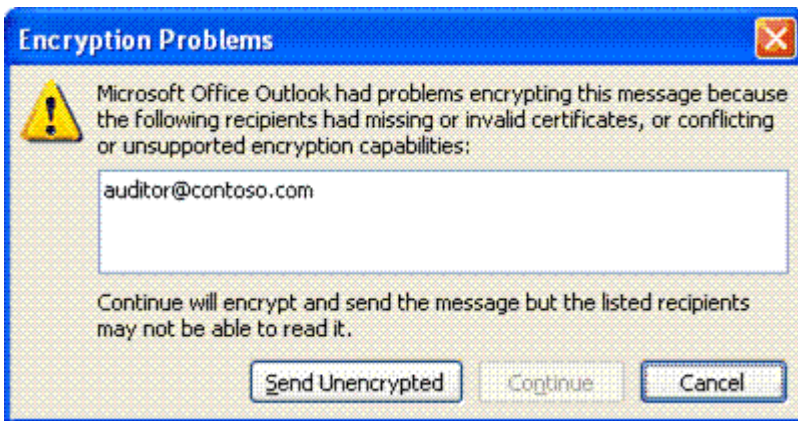 Encryption Problems
Microsoft Office Outlook had problems encrypting this message because
the following recipients had missing or invalid certificates, or conflicting
or unsupported encryption capabilities:
auditor@contoso.com
Continue will encrypt and send the message but the listed recipients
may not be able to read it.
Send Unencrypted Continue Cancel